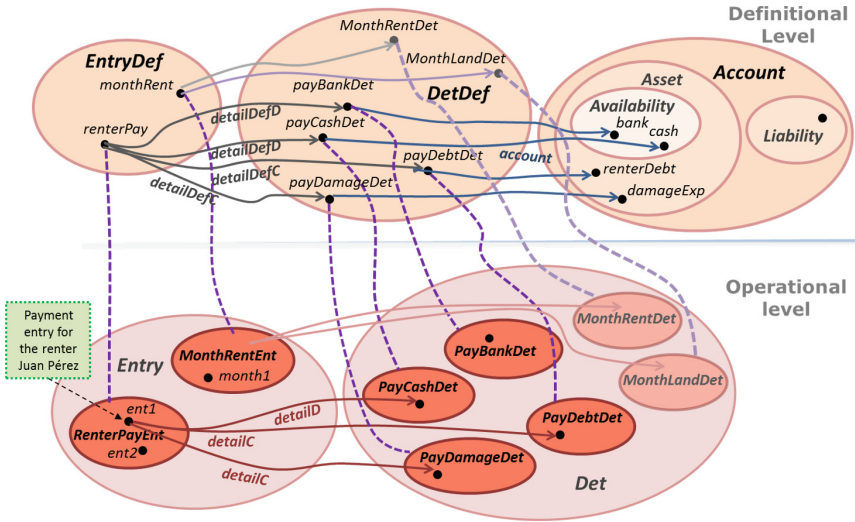 Definitional
Level
MonthRentDet
EntryDef
MonthLandDet
monthRent
DetDef
Asset
Account
payBankDet
Availability
detailDefD
bank
payCashDet
cash
renterPay
Liability
detailDefD
account
payDebtDet
detailDefC
renterDebt
payDamageDet
detailDefC
damageExp
Operational
level
Payment
entry for
the renter
Juan Pérez
MonthRentDet
Entry
MonthRentEnt
PayBankDet
month1
MonthLandDet
PayCashDet
ent1
detailD
PayDebtDet
RenterPayEnt
detailC
ent2
PayDamageDet
detailC
Det